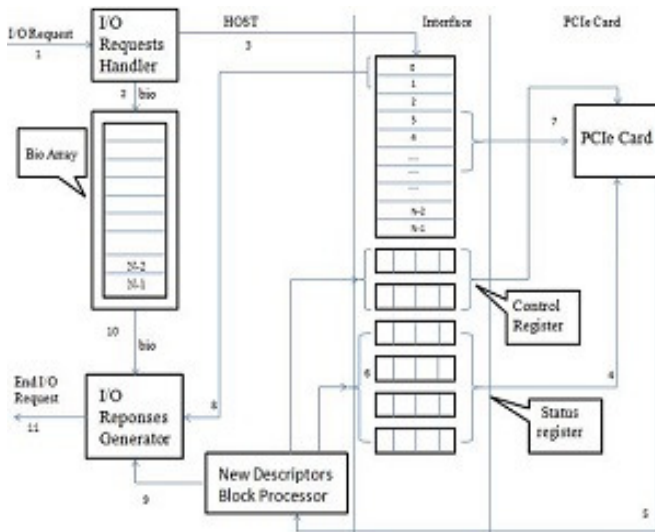 I/O
Requests
Handler
I/O Request
1
HOST
3
Interface
PCIe Card
2
bio
Bio Array
N-2
N-1
0
1
2
3
4
----
----
----
N-2
N-1
7
PCIe Card
Control
Register
10
bio
End I/O
Request
11
I/O
Reponses
Generator
8
6
4
Status
register
9
New Descriptors
Block Processor
5